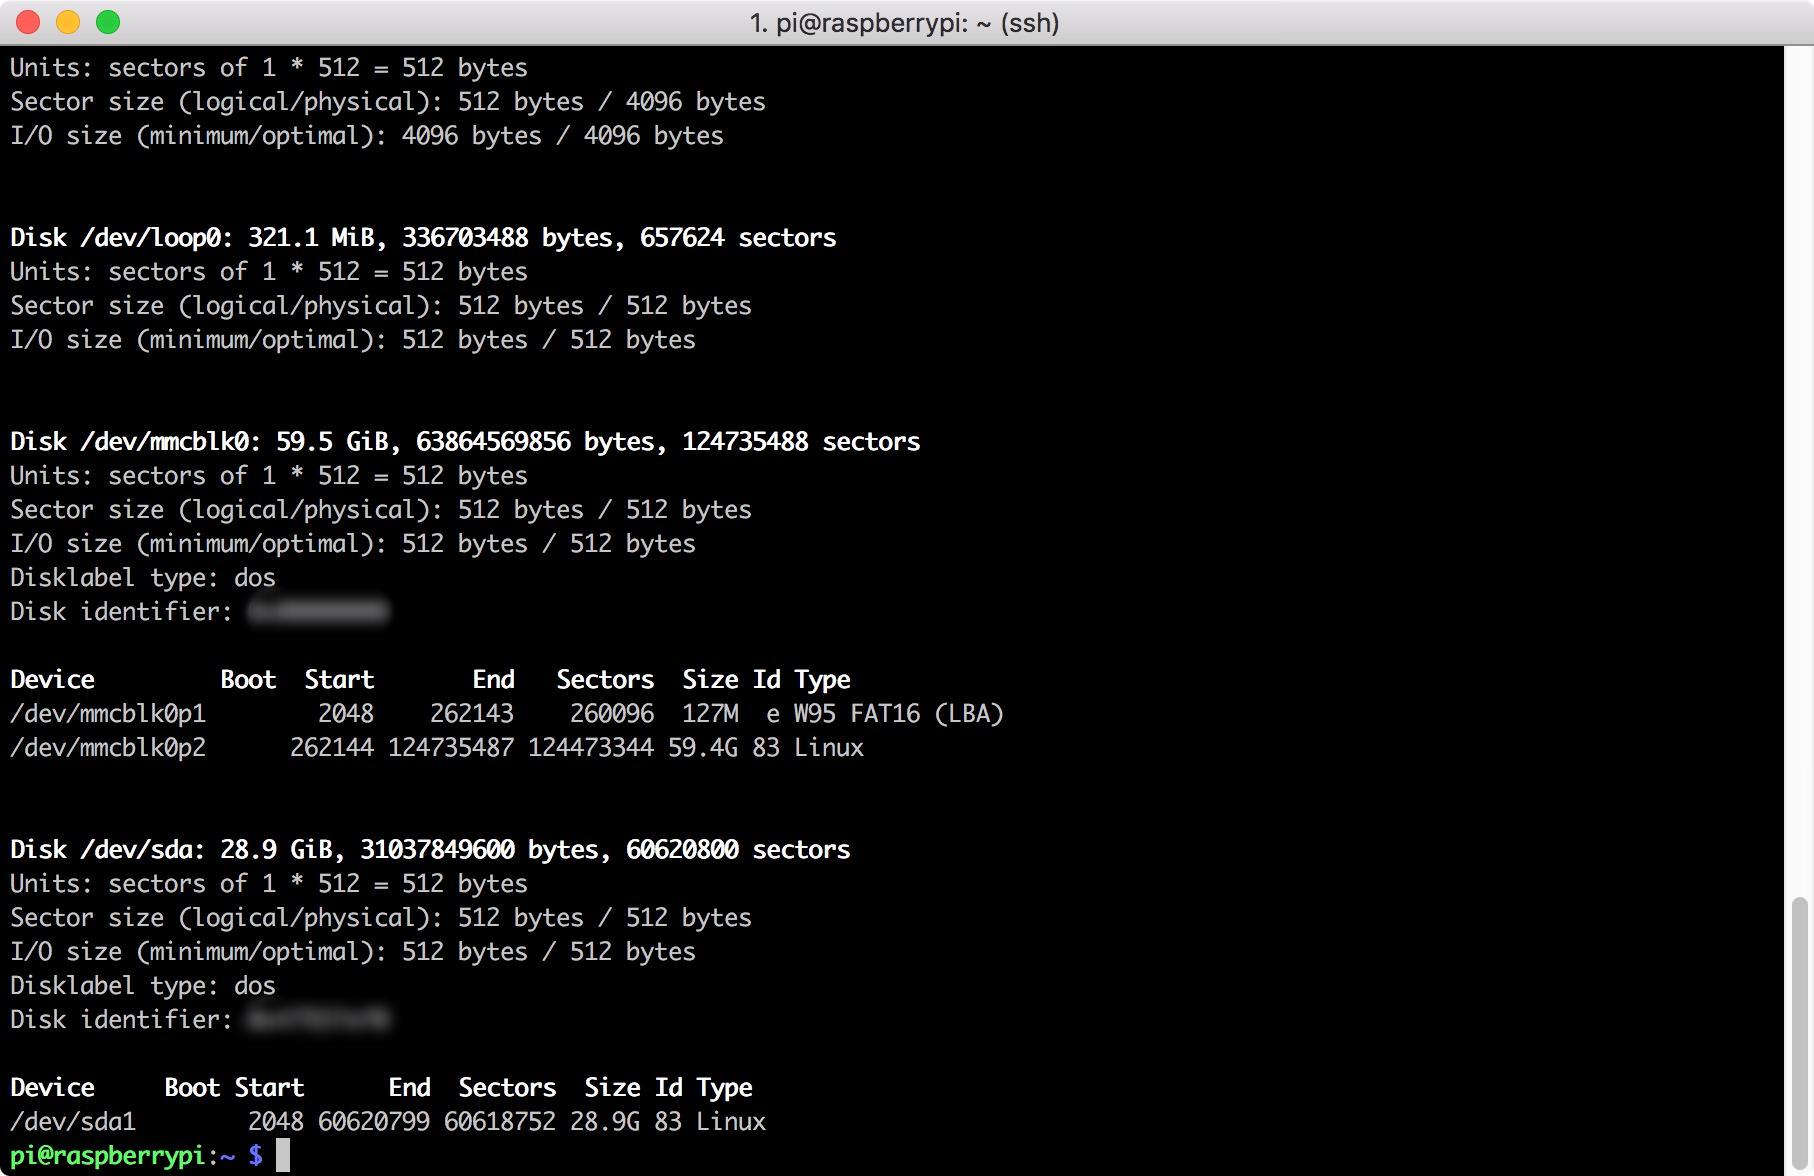 1. pi@raspberrypi: ~ (ssh)
Units: sectors of 1 * 512 = 512 bytes
Sector size (logical/physical): 512 bytes / 4096 bytes
I/O size (minimum/optimal): 4096 bytes / 4096 bytes
Disk /dev/loop0: 321.1 MiB, 336703488 bytes, 657624 sectors
Units: sectors of 1 * 512 = 512 bytes
Sector size (logical/physical): 512 bytes / 512 bytes
I/O size (minimum/optimal): 512 bytes / 512 bytes
Disk /dev/mmcblk0: 59.5 GiB, 63864569856 bytes, 124735488 sectors
Units: sectors of 1 * 512 = 512 bytes
Sector size (logical/physical): 512 bytes / 512 bytes
I/O size (minimum/optimal): 512 bytes / 512 bytes
Disklabel type: dos
Disk identifier:
Device Boot Start End Sectors Size Id Type
/dev/mmcblk0p1 2048 262143 260096 127M e W95 FAT16 (LBA)
/dev/mmcblk0p2 262144 124735487 124473344 59.4G 83 Linux
Disk /dev/sda: 28.9 GiB, 31037849600 bytes, 60620800 sectors
Units: sectors of 1 * 512 = 512 bytes
Sector size (logical/physical): 512 bytes / 512 bytes
I/O size (minimum/optimal): 512 bytes / 512 bytes
Disklabel type: dos
Disk identifier:
Device Boot Start End Sectors Size Id Type
/dev/sda1 2048 60620799 60618752 28.9G 83 Linux
pi@raspberrypi:~ $